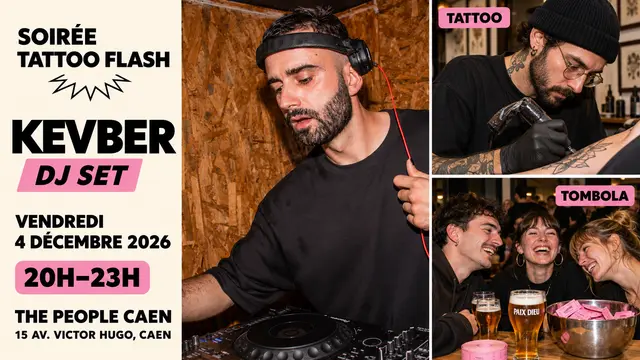 SOIRÉE
TATTOO FLASH
KEVBER
DJ SET
VENDREDI
4 DÉCEMBRE 2026
20H–23H
THE PEOPLE CAEN
15 AV. VICTOR HUGO, CAEN
TATTOO
TOMBOLA
PAIX DIEU